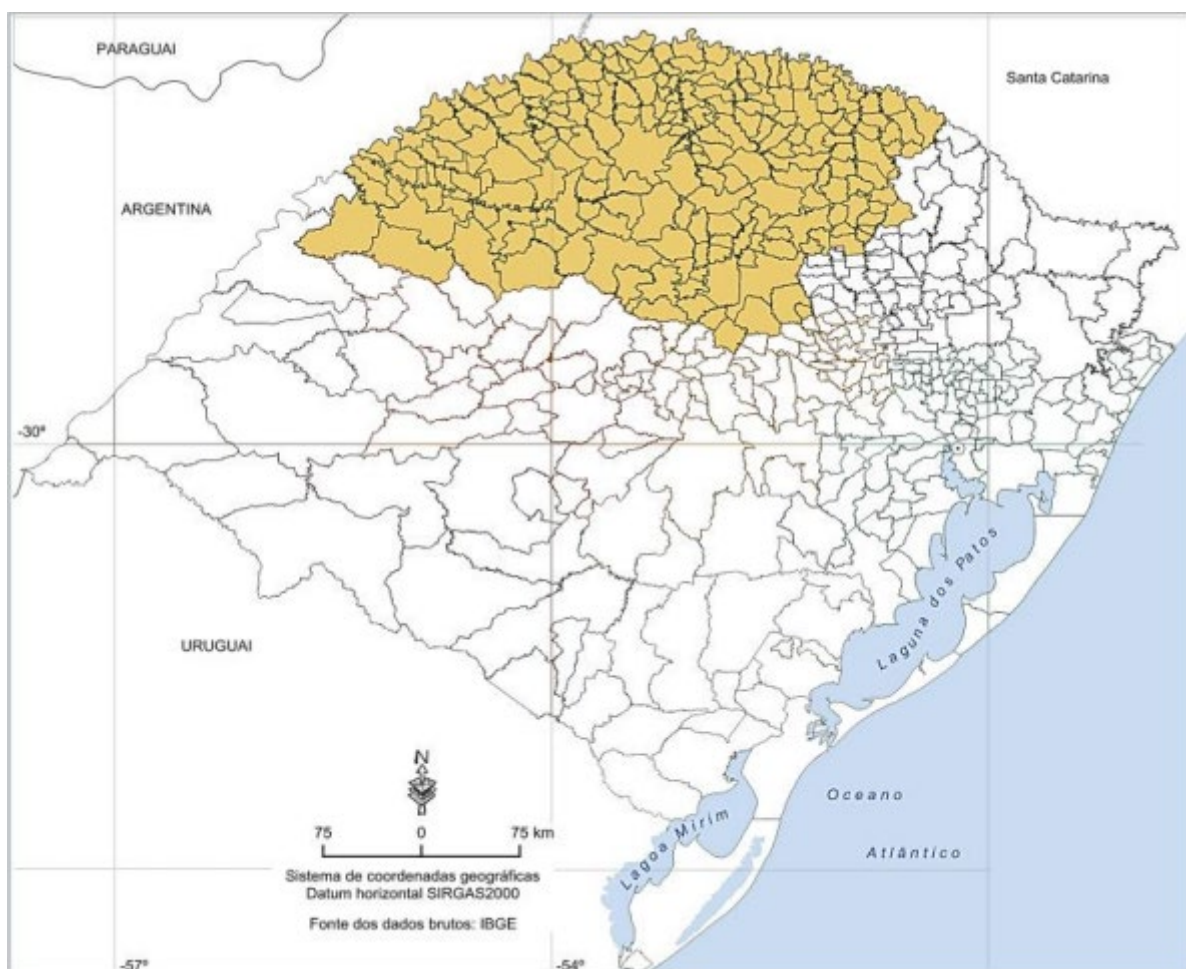 PARAGUAI
Santa Catarina
ARGENTINA
-30º
Laguna dos Patos
URUGUAI
N
Oceano
75 0 75 km
Lagoa Mirim
Atlântico
Sistema de coordenadas geográficas
Datum horizontal SIRGAS2000
Fonte dos dados brutos: IBGE
-57º
-54º